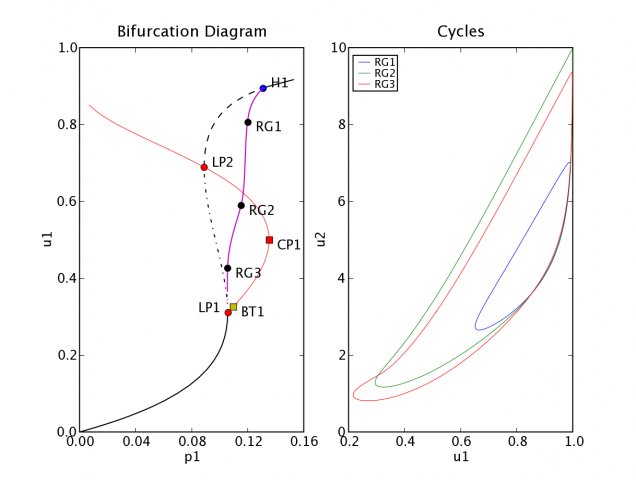 Bifurcation Diagram
1.0
0.8
0.6
0.4
0.2
0.0
u1
0.00
0.04
0.08
0.12
0.16
p1
H1
RG1
LP2
RG2
CP1
RG3
LP1
BT1
Cycles
10
8
6
4
2
0
u2
0.2
0.4
0.6
0.8
1.0
u1
RG1
RG2
RG3